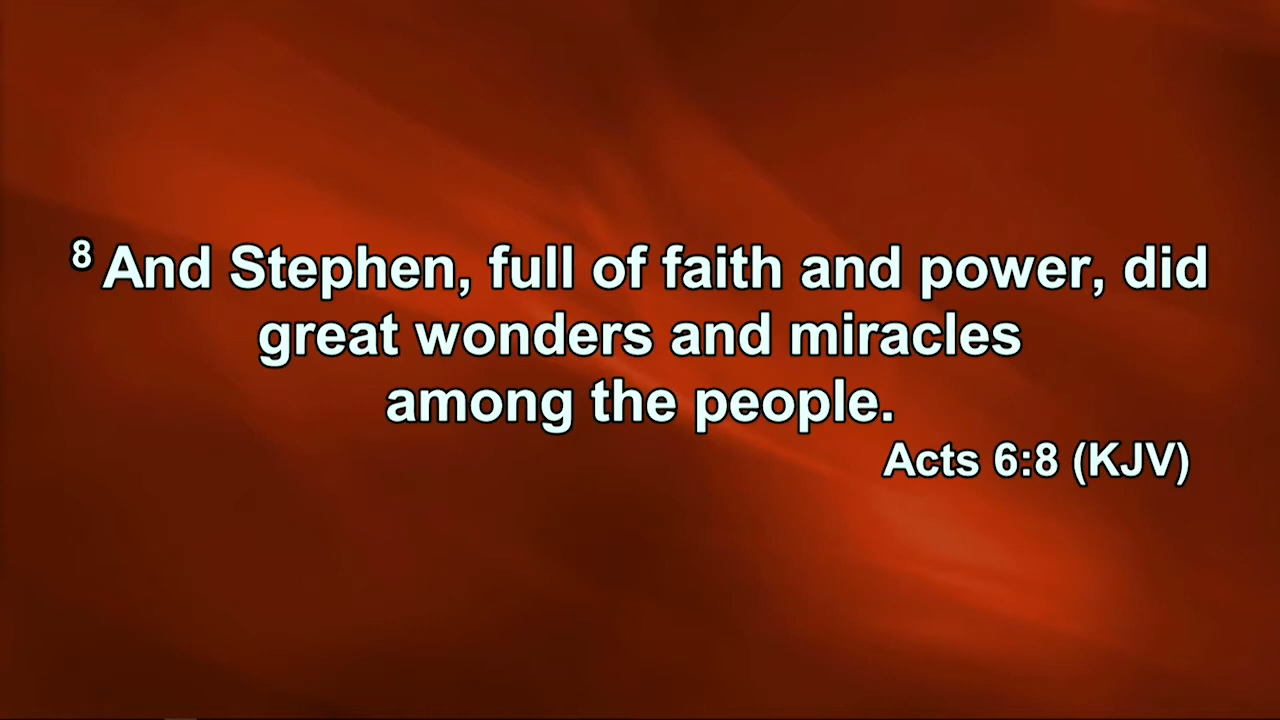 8 And Stephen, full of faith and power, did
great wonders and miracles
among the people.
Acts 6:8 (KJV)